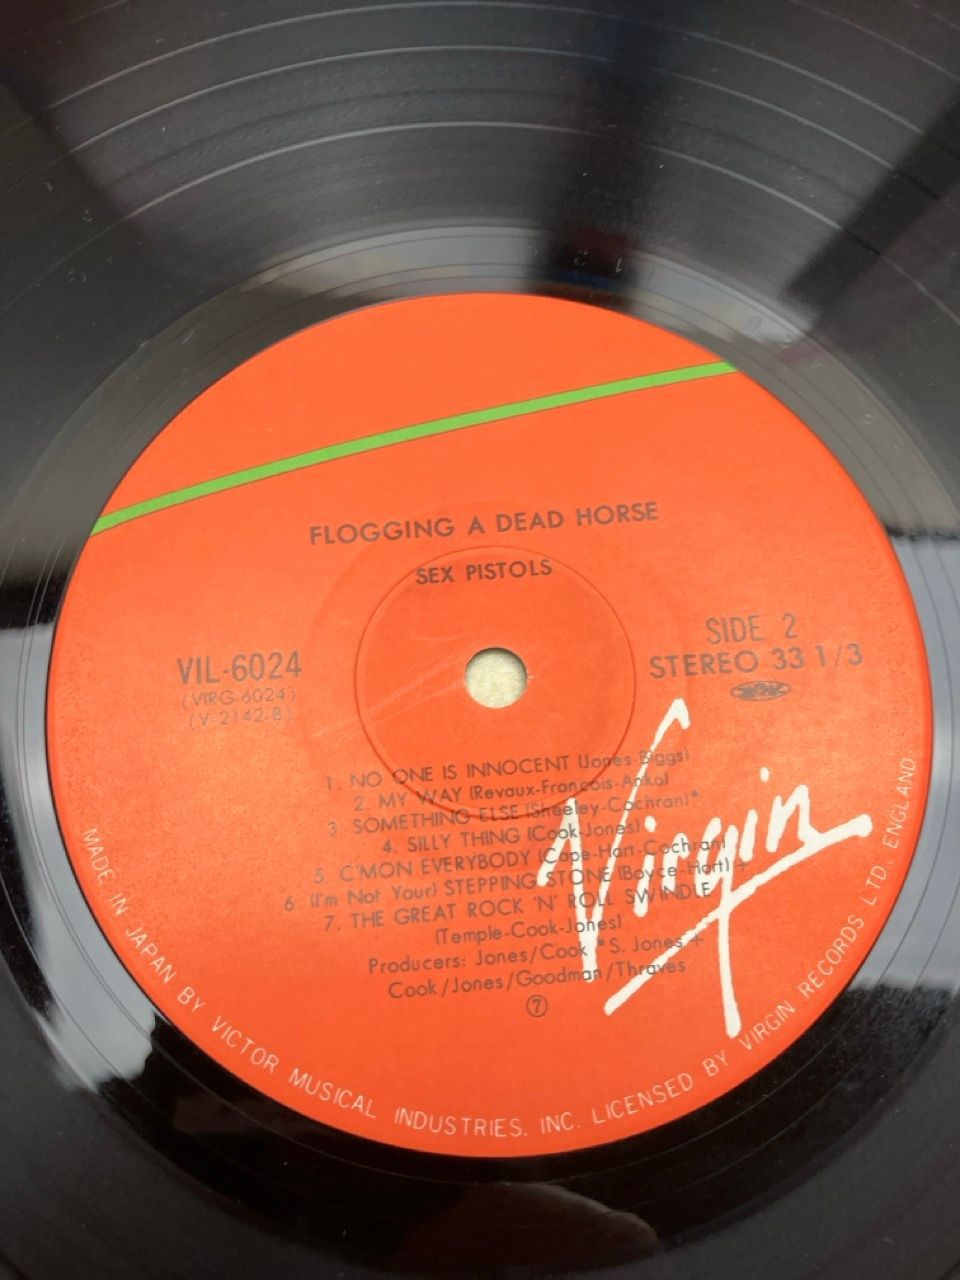 FLOGGING A DEAD HORSE
SEX PISTOLS
VIL-6024
(VIRG-6024)
(V-2142-B)
SIDE 2
STEREO 33 1/3
1. NO ONE IS INNOCENT (Jones-Biggs)
2. MY WAY (Revaux-François-Anka)
3. SOMETHING ELSE (Sheeley-Cochran)*
4. SILLY THING (Cook-Jones)
5. C'MON EVERYBODY (Cape-Hart-Cochran)
6. (I'm Not Your) STEPPING STONE (Boyce-Hort) +
7. THE GREAT ROCK 'N' ROLL SWINDLE
(Temple-Cook-Jones)
Producers: Jones/Cook *S. Jones +
Cook/Jones/Goodman/Thraves
⑦
Virgin
MADE IN JAPAN BY VICTOR MUSICAL INDUSTRIES, INC. LICENSED BY VIRGIN RECORDS LTD. ENGLAND.